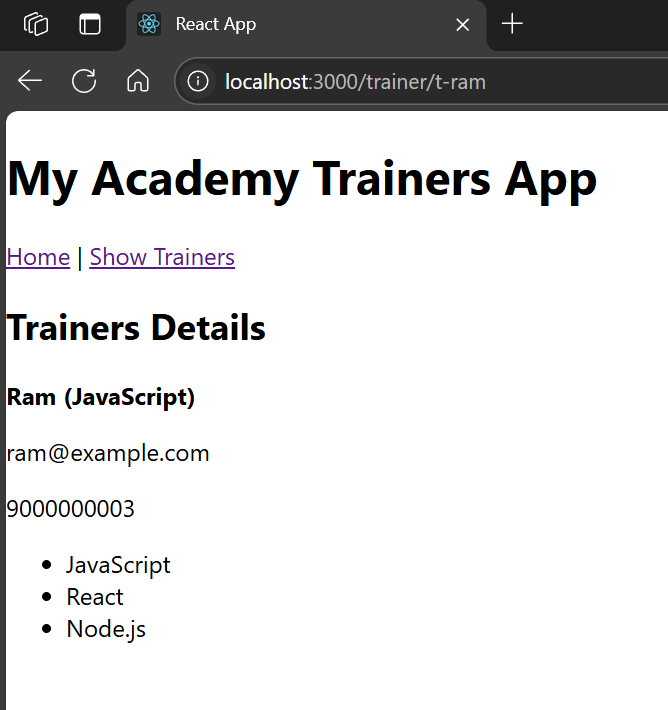 React App
localhost:3000/trainer/t-ram
My Academy Trainers App
Home | Show Trainers
Trainers Details
Ram (JavaScript)
ram@example.com
9000000003
JavaScript
React
Node.js